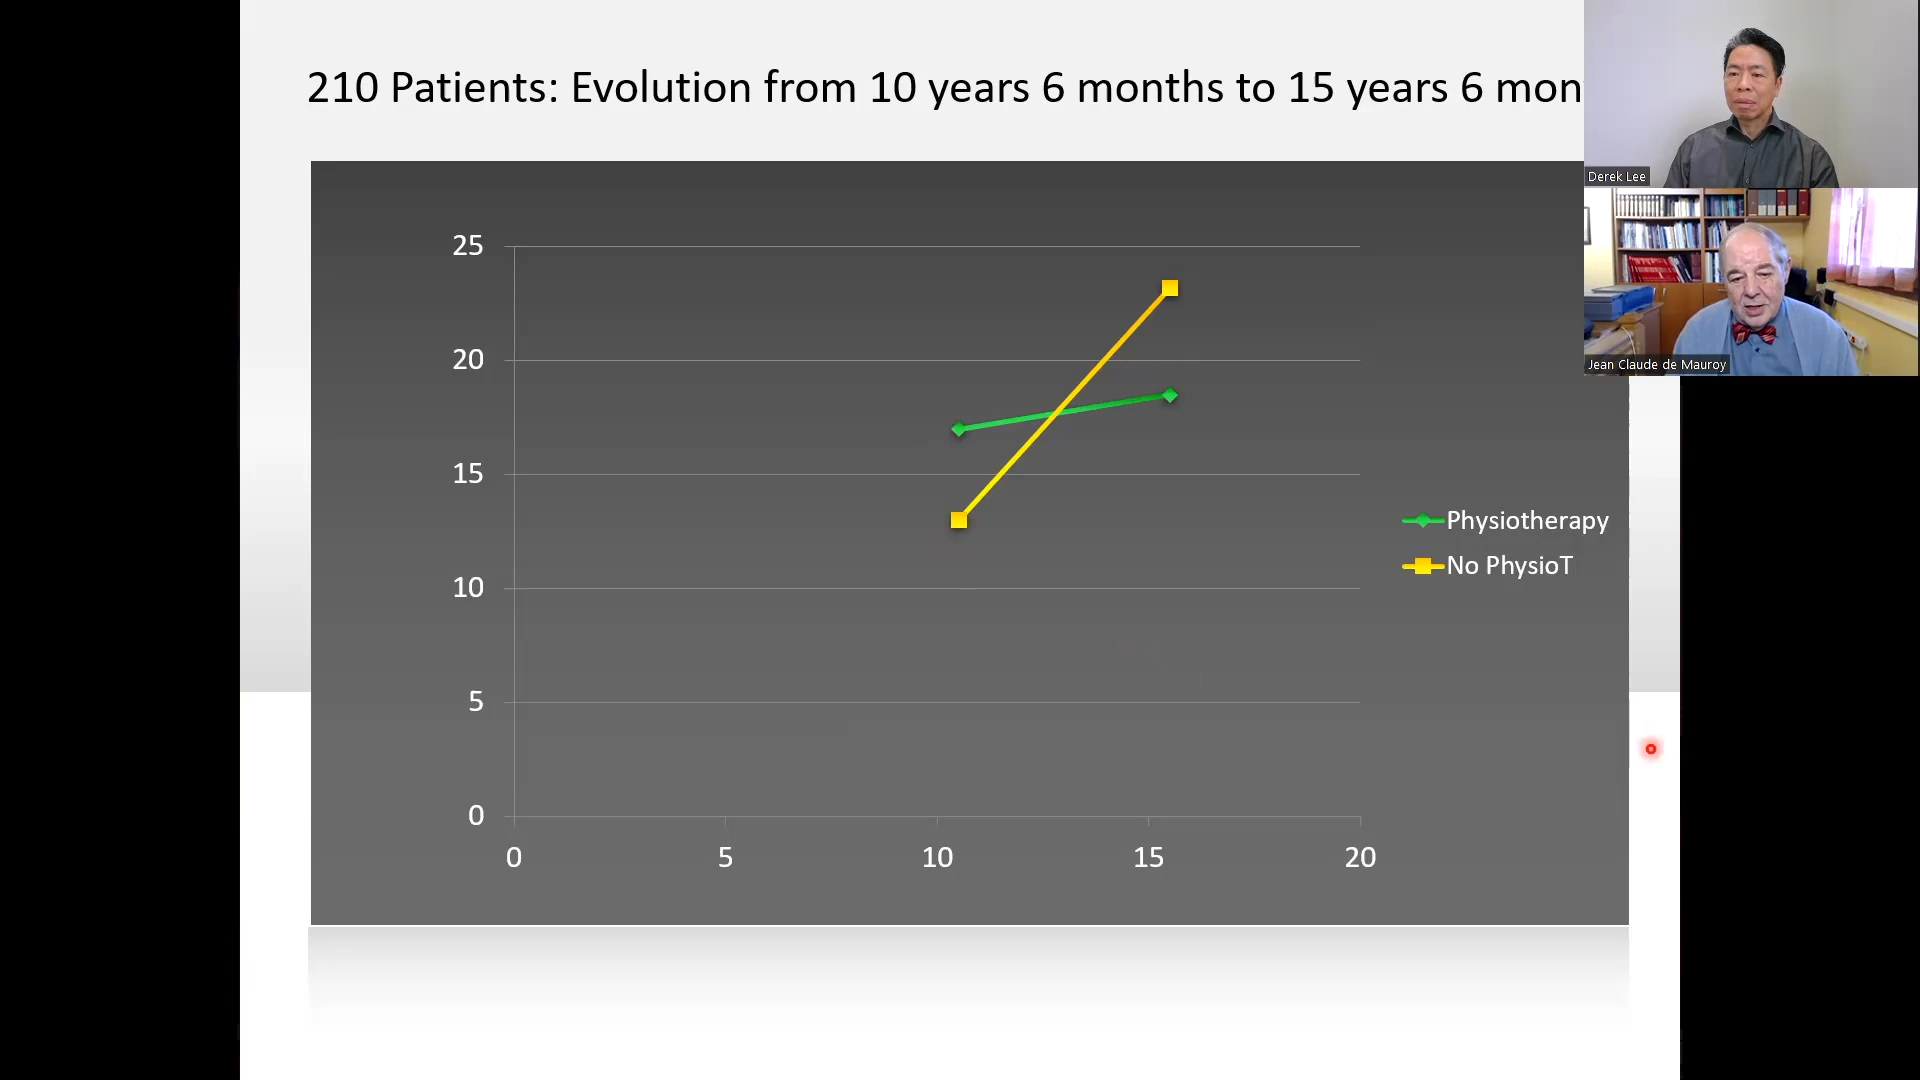 210 Patients: Evolution from 10 years 6 months to 15 years 6 mon
Derek Lee
Jean Claude de Mauroy
25
20
15
10
5
0
0 5 10 15 20
Physiotherapy
No PhysioT